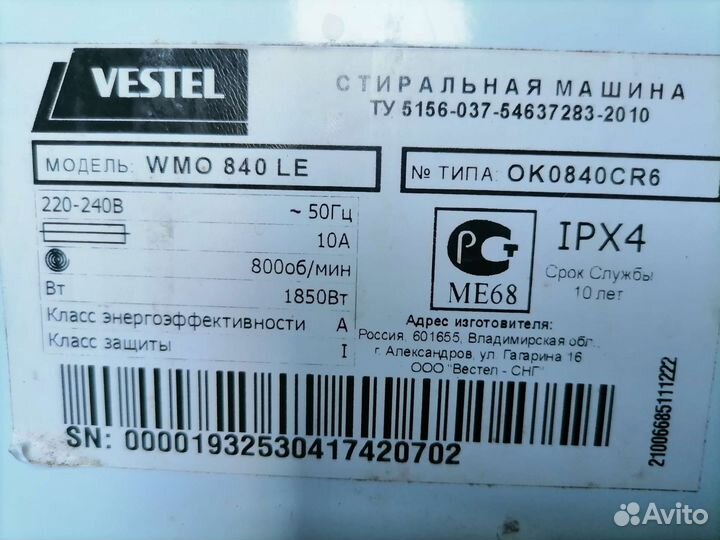 VESTEL
СТИРАЛЬНАЯ МАШИНА
ТУ 5156-037-54637283-2010
МОДЕЛЬ: WMO 840 LE
№ ТИПА: OK0840CR6
220-240В ~ 50Гц
10А
800об/мин
Вт 1850Вт
Класс энергоэффективности А
Класс защиты I
РСТ
ME68
IPX4
Срок Службы
10 лет
Адрес изготовителя:
Россия, 601655, Владимирская обл.,
г. Александров, ул. Гагарина 16
ООО "Вестел - СНГ"
SN: 00001932530417420702
21006685111222
Avito